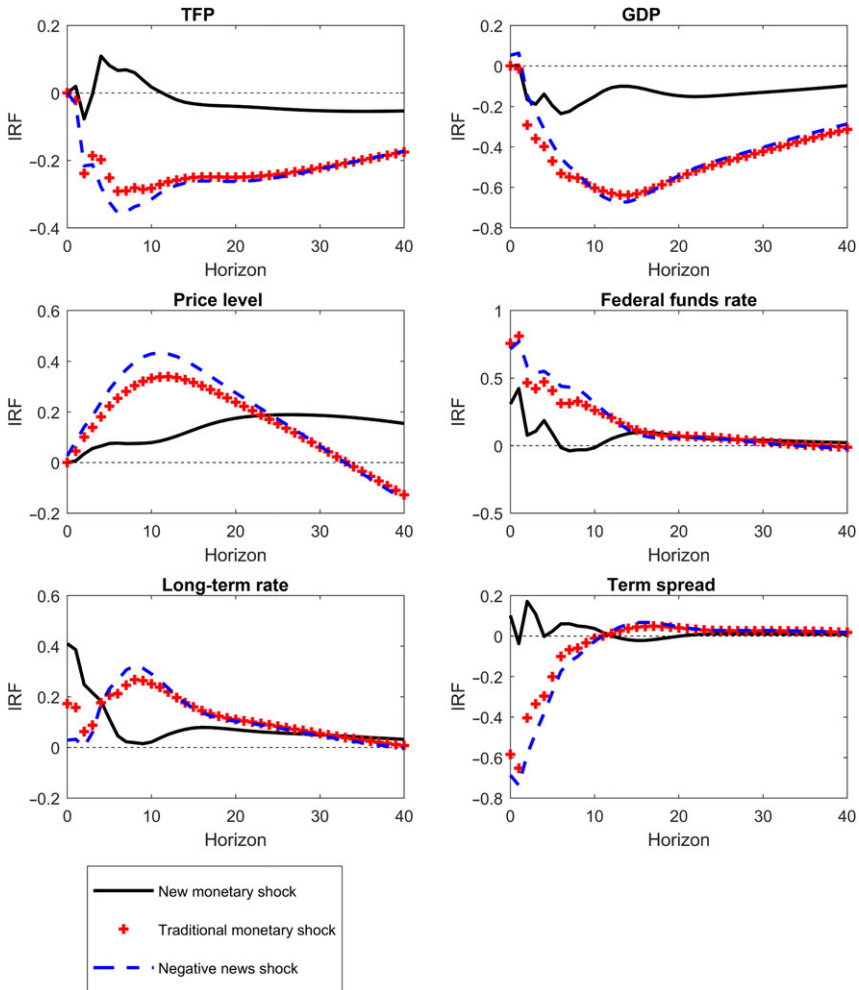 TFP
GDP
0.2
0
−0.2
−0.4
IRF
0 10 20 30 40
Horizon
0.2
0
−0.2
−0.4
−0.6
−0.8
IRF
0 10 20 30 40
Horizon
Price level
Federal funds rate
0.6
0.4
0.2
0
−0.2
IRF
0 10 20 30 40
Horizon
1
0.5
0
−0.5
IRF
0 10 20 30 40
Horizon
Long-term rate
Term spread
0.6
0.4
0.2
0
−0.2
IRF
0 10 20 30 40
Horizon
0.2
0
−0.2
−0.4
−0.6
−0.8
IRF
0 10 20 30 40
Horizon
New monetary shock
Traditional monetary shock
Negative news shock